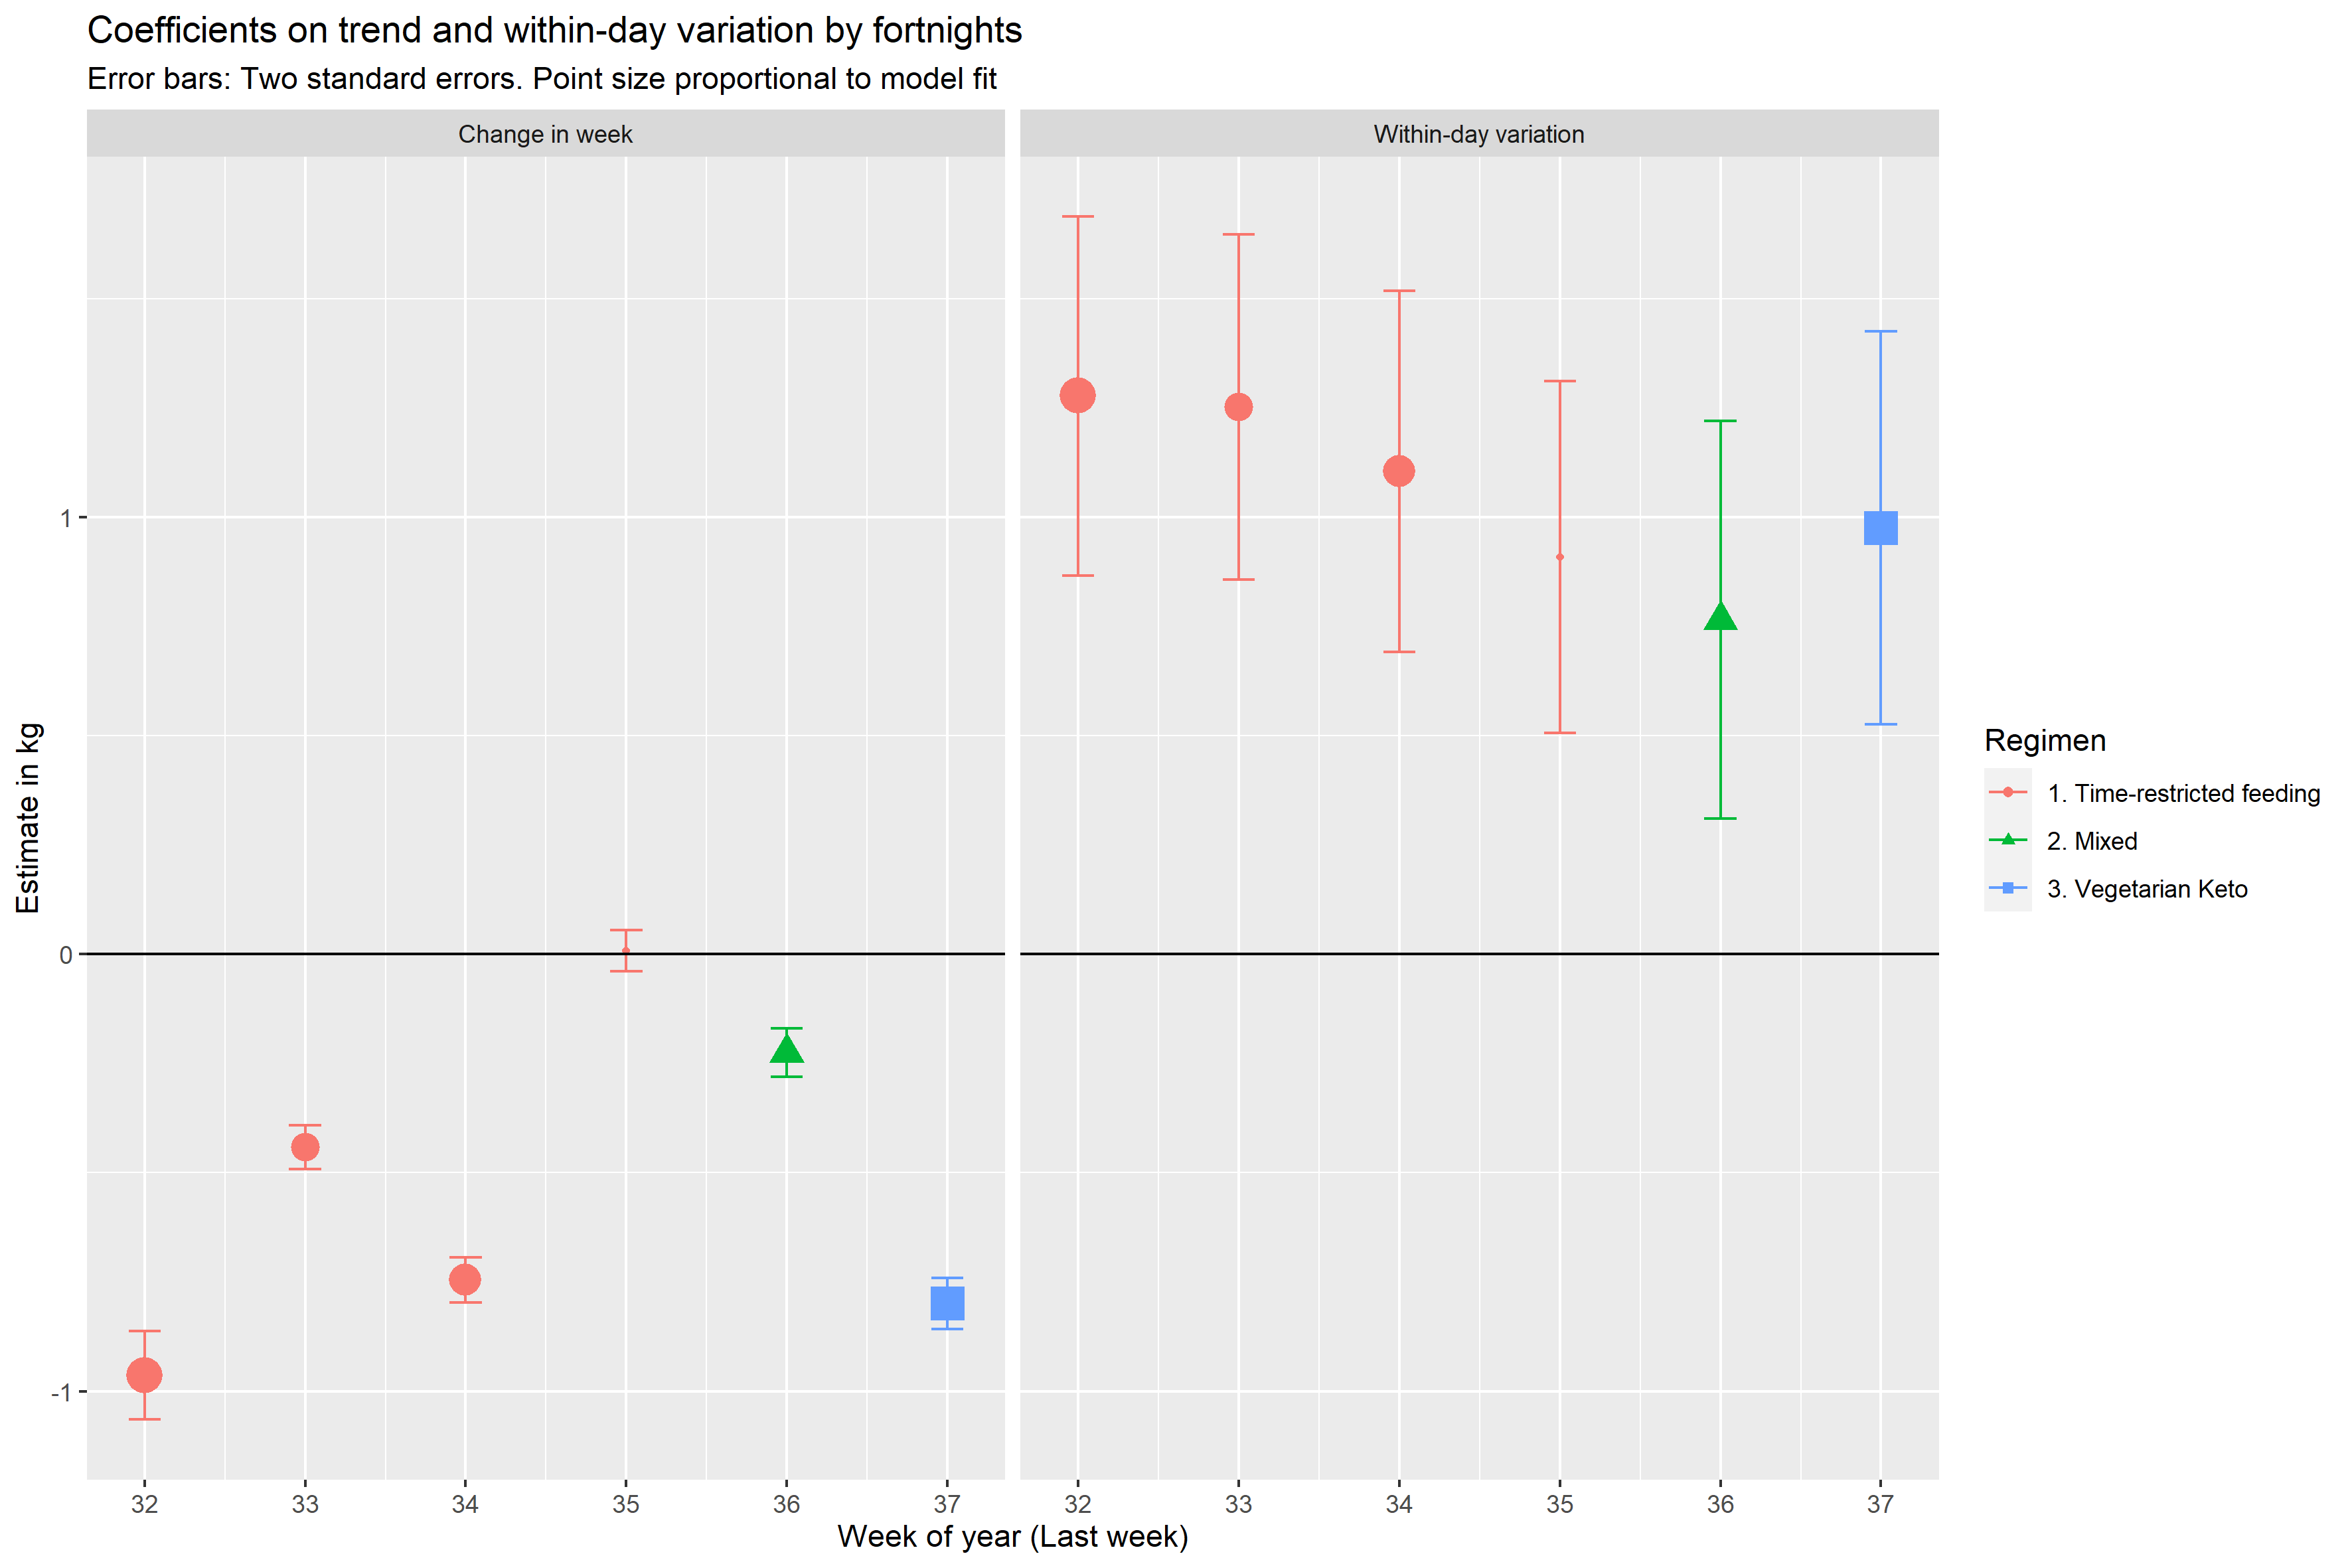 Coefficients on trend and within-day variation by fortnights
Error bars: Two standard errors. Point size proportional to model fit
Change in week
Within-day variation
Estimate in kg
1
0
-1
32 33 34 35 36 37
32 33 34 35 36 37
Week of year (Last week)
Regimen
1. Time-restricted feeding
2. Mixed
3. Vegetarian Keto